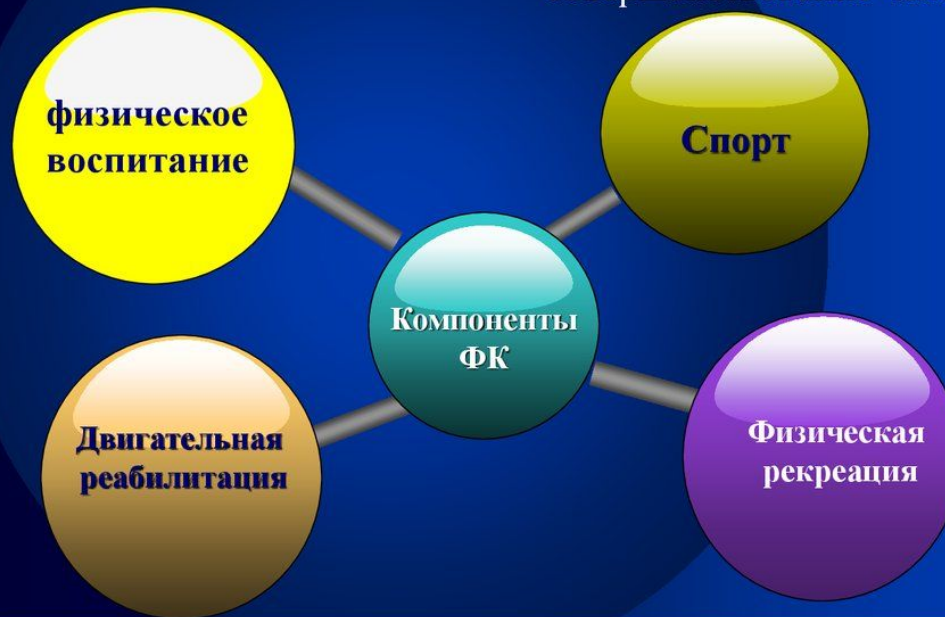 физическое
воспитание
Спорт
Компоненты
ФК
Двигательная
реабилитация
Физическая
рекреация